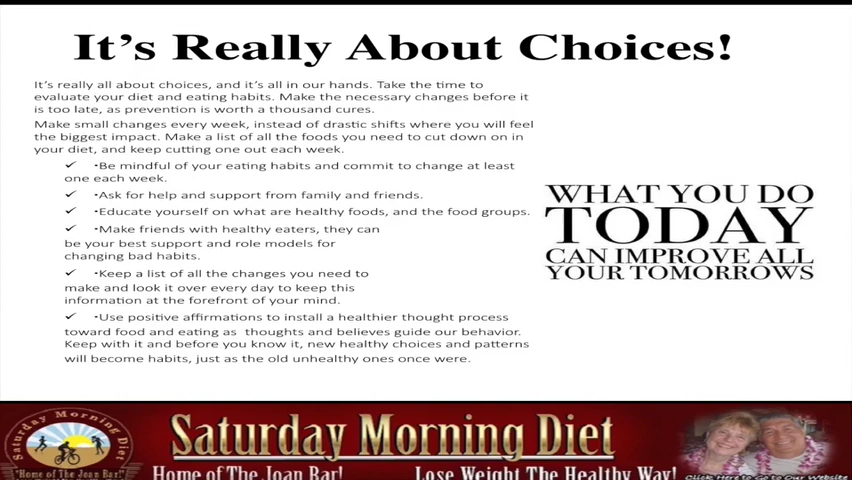 It's Really About Choices!
It's really all about choices, and it's all in our hands. Take the time to
evaluate your diet and eating habits. Make the necessary changes before it
is too late, as prevention is worth a thousand cures.
Make small changes every week, instead of drastic shifts where you will feel
the biggest impact. Make a list of all the foods you need to cut down on in
your diet, and keep cutting one out each week.
✓ ·Be mindful of your eating habits and commit to change at least
one each week.
✓ ·Ask for help and support from family and friends.
✓ ·Educate yourself on what are healthy foods, and the food groups.
✓ ·Make friends with healthy eaters, they can
be your best support and role models for
changing bad habits.
✓ ·Keep a list of all the changes you need to
make and look it over every day to keep this
information at the forefront of your mind.
✓ ·Use positive affirmations to install a healthier thought process
toward food and eating as thoughts and believes guide our behavior.
Keep with it and before you know it, new healthy choices and patterns
will become habits, just as the old unhealthy ones once were.
WHAT YOU DO
TODAY
CAN IMPROVE ALL
YOUR TOMORROWS
Saturday Morning Diet
"Home of The Joan Bar!"
Saturday Morning Diet
Home of The Joan Bar!
Lose Weight The Healthy Way!
Click Here to Go to Our Website